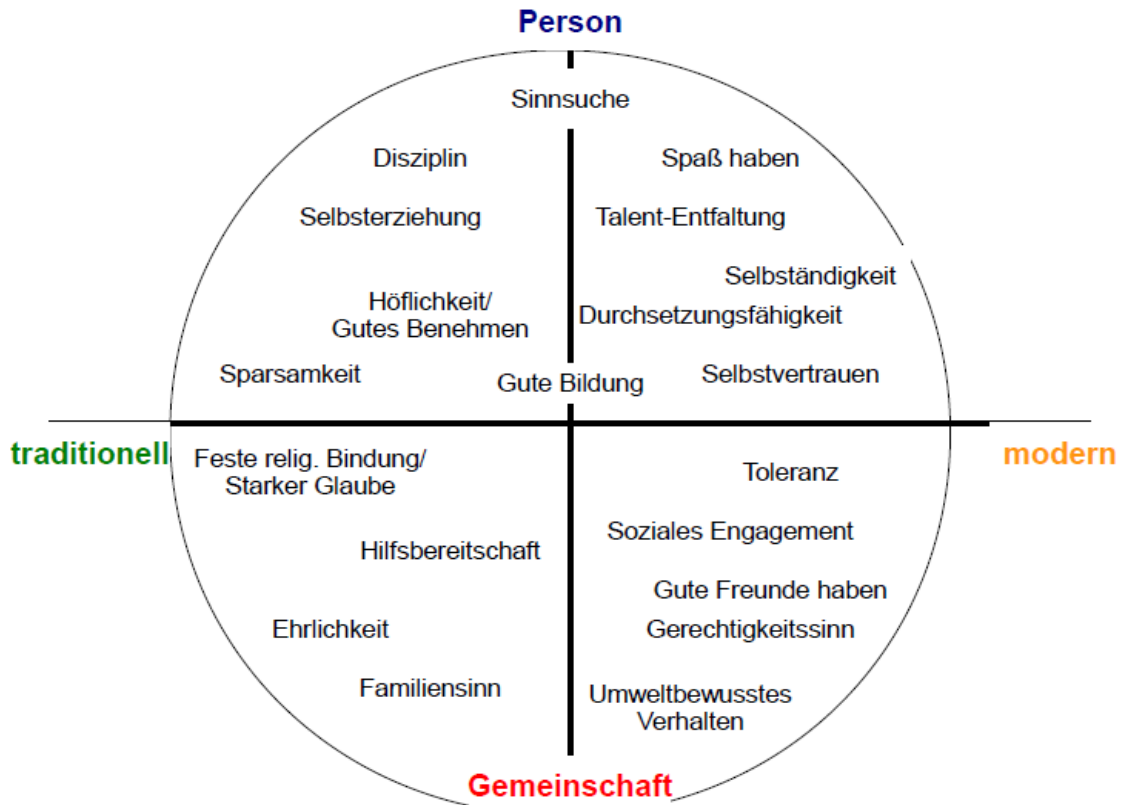 Person
Sinnsuche
Disziplin
Spaß haben
Selbsterziehung
Talent-Entfaltung
Selbständigkeit
Höflichkeit/
Gutes Benehmen
Durchsetzungsfähigkeit
Sparsamkeit
Gute Bildung
Selbstvertrauen
traditionell
modern
Feste relig. Bindung/
Starker Glaube
Toleranz
Hilfsbereitschaft
Soziales Engagement
Gute Freunde haben
Ehrlichkeit
Gerechtigkeitssinn
Familiensinn
Umweltbewusstes
Verhalten
Gemeinschaft